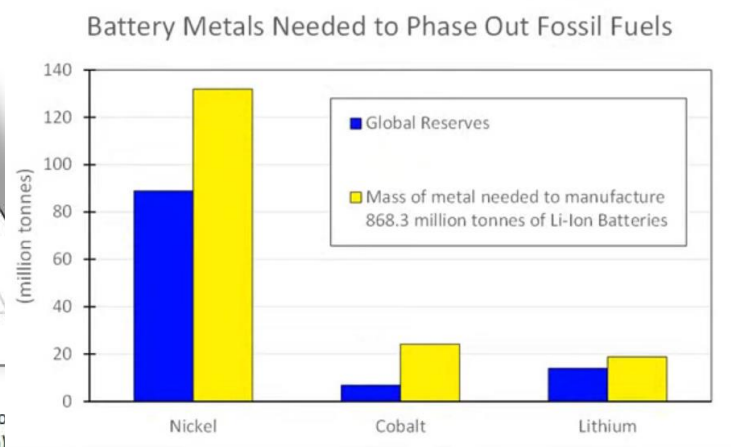 Battery Metals Needed to Phase Out Fossil Fuels
140
120
100
80
60
40
20
0
(million tonnes)
Global Reserves
Mass of metal needed to manufacture
868.3 million tonnes of Li-Ion Batteries
Nickel
Cobalt
Lithium